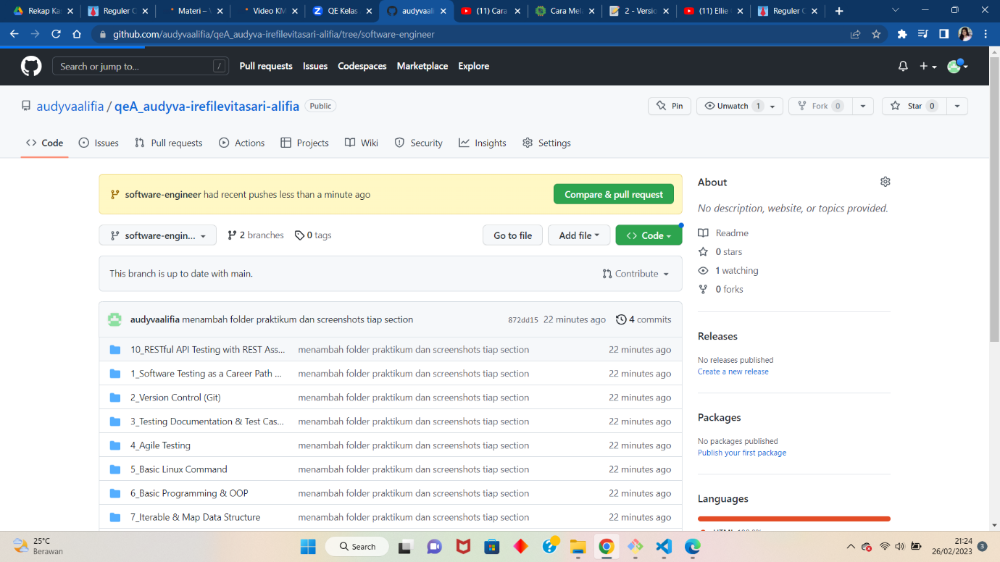 Rekap Ka
Reguler C
Materi –
Video KM
QE Kelas
audyvaali
(11) Cara
Cara Mel
2 - Versio
(11) Ellie
Reguler C
github.com/audyvaalifia/qeA_audyva-irefilevitasari-alifia/tree/software-engineer
Search or jump to... /
Pull requests Issues Codespaces Marketplace Explore
audyvaalifia / qeA_audyva-irefilevitasari-alifia Public
Pin
Unwatch 1
Fork 0
Star 0
Code Issues Pull requests Actions Projects Wiki Security Insights Settings
software-engineer had recent pushes less than a minute ago
Compare & pull request
software-engin... 2 branches 0 tags
Go to file Add file Code
This branch is up to date with main.
Contribute
audyvaalifia menambah folder praktikum dan screenshots tiap section 872dd15 22 minutes ago 4 commits
10_RESTful API Testing with REST Ass... menambah folder praktikum dan screenshots tiap section 22 minutes ago
1_Software Testing as a Career Path ... menambah folder praktikum dan screenshots tiap section 22 minutes ago
2_Version Control (Git) menambah folder praktikum dan screenshots tiap section 22 minutes ago
3_Testing Documentation & Test Cas... menambah folder praktikum dan screenshots tiap section 22 minutes ago
4_Agile Testing menambah folder praktikum dan screenshots tiap section 22 minutes ago
5_Basic Linux Command menambah folder praktikum dan screenshots tiap section 22 minutes ago
6_Basic Programming & OOP menambah folder praktikum dan screenshots tiap section 22 minutes ago
7_Iterable & Map Data Structure menambah folder praktikum dan screenshots tiap section 22 minutes ago
About
No description, website, or topics provided.
Readme
0 stars
1 watching
0 forks
Releases
No releases published
Create a new release
Packages
No packages published
Publish your first package
Languages
25°C
Berawan
Search
21:24
26/02/2023
3